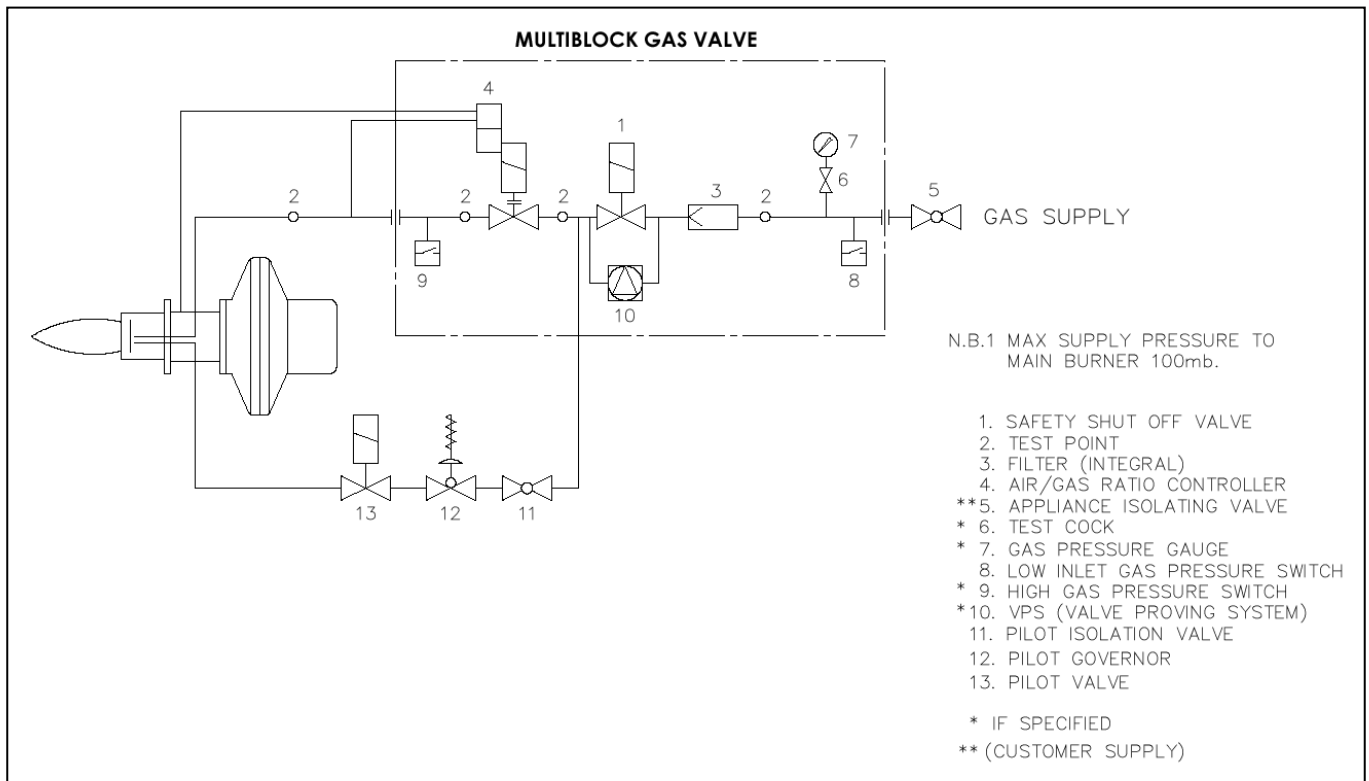 MULTIBLOCK GAS VALVE
4
1
7
2
2
2
3
2
6
5
GAS SUPPLY
9
10
8
N.B.1 MAX SUPPLY PRESSURE TO
MAIN BURNER 100mb.
13
12
11
1. SAFETY SHUT OFF VALVE
2. TEST POINT
3. FILTER (INTEGRAL)
4. AIR/GAS RATIO CONTROLLER
**5. APPLIANCE ISOLATING VALVE
* 6. TEST COCK
* 7. GAS PRESSURE GAUGE
8. LOW INLET GAS PRESSURE SWITCH
* 9. HIGH GAS PRESSURE SWITCH
*10. VPS (VALVE PROVING SYSTEM)
11. PILOT ISOLATION VALVE
12. PILOT GOVERNOR
13. PILOT VALVE
* IF SPECIFIED
** (CUSTOMER SUPPLY)